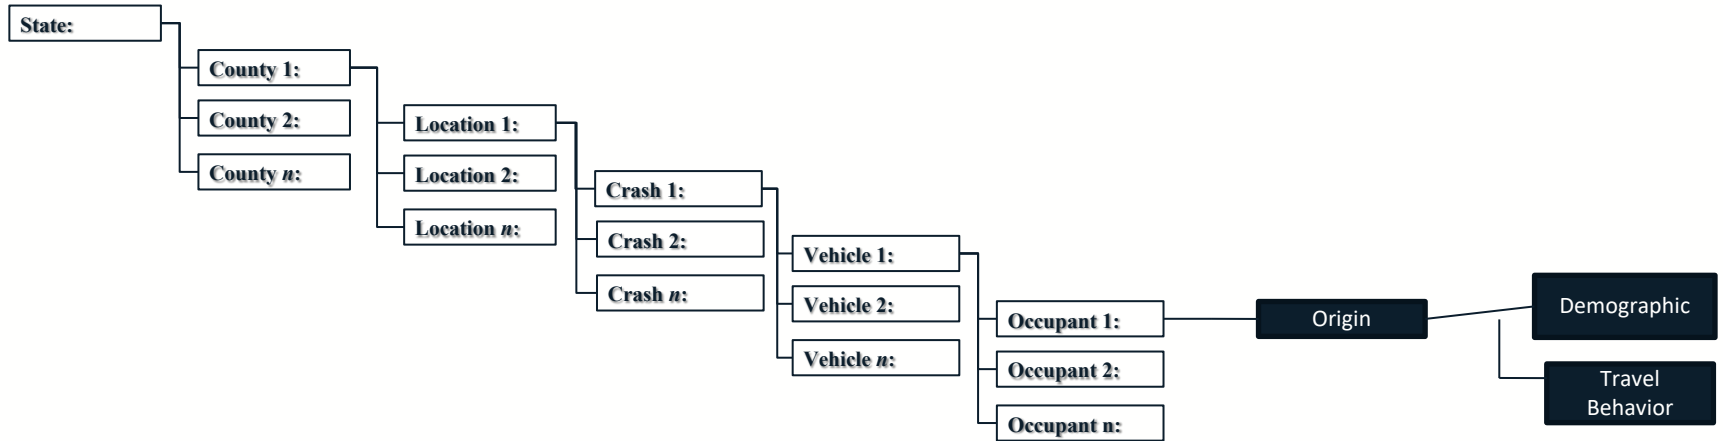 State:
County 1:
County 2:
County n:
Location 1:
Location 2:
Location n:
Crash 1:
Crash 2:
Crash n:
Vehicle 1:
Vehicle 2:
Vehicle n:
Occupant 1:
Occupant 2:
Occupant n:
Origin
Demographic
Travel
Behavior